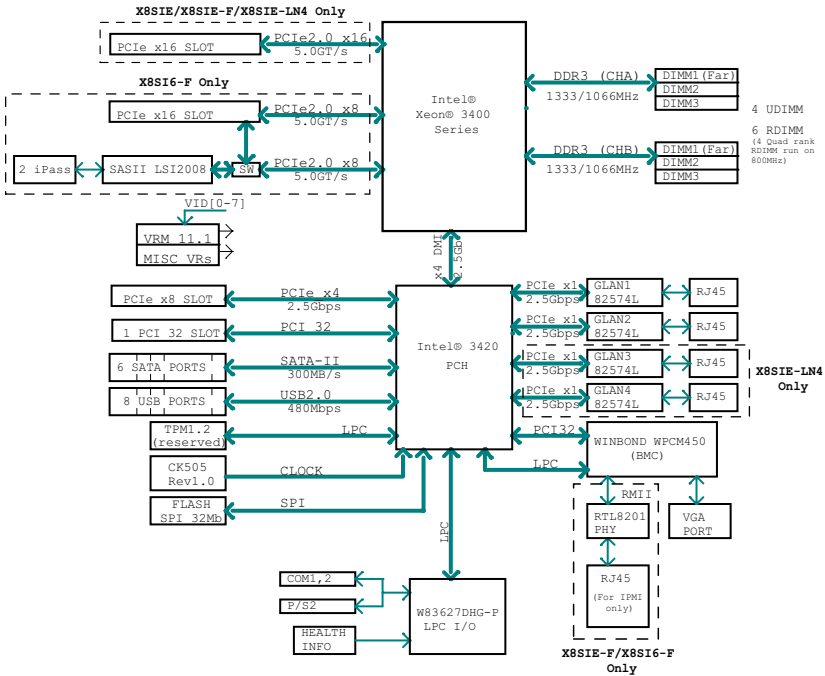 X8SIE/X8SIE-F/X8SIE-LN4 Only
PCIe x16 SLOT
PCIe2.0 x16
5.0GT/s
X8SI6-F Only
PCIe x16 SLOT
PCIe2.0 x8
5.0GT/s
2 iPass
SASII LSI2008
SW
PCIe2.0 x8
5.0GT/s
Intel®
Xeon® 3400
Series
DDR3 (CHA)
1333/1066MHz
DIMM1(Far)
DIMM2
DIMM3
DDR3 (CHB)
1333/1066MHz
DIMM1(Far)
DIMM2
DIMM3
4 UDIMM
6 RDIMM
(4 Quad rank
RDIMM run on
800MHz)
VID[0-7]
VRM 11.1
MISC VRs
x4 DMI
2.5Gb
PCIe x8 SLOT
PCIe x4
2.5Gbps
1 PCI 32 SLOT
PCI 32
6 SATA PORTS
SATA-II
300MB/s
8 USB PORTS
USB2.0
480Mbps
TPM1.2
(reserved)
LPC
CK505
Rev1.0
CLOCK
FLASH
SPI 32Mb
SPI
Intel® 3420
PCH
PCIe x1
2.5Gbps
GLAN1
82574L
RJ45
PCIe x1
2.5Gbps
GLAN2
82574L
RJ45
PCIe x1
2.5Gbps
GLAN3
82574L
RJ45
PCIe x1
2.5Gbps
GLAN4
82574L
RJ45
X8SIE-LN4
Only
PCI32
LPC
WINBOND WPCM450
(BMC)
RMII
RTL8201
PHY
VGA
PORT
RJ45
(For IPMI
only)
X8SIE-F/X8SI6-F
Only
LPC
COM1,2
P/S2
HEALTH
INFO
W83627DHG-P
LPC I/O